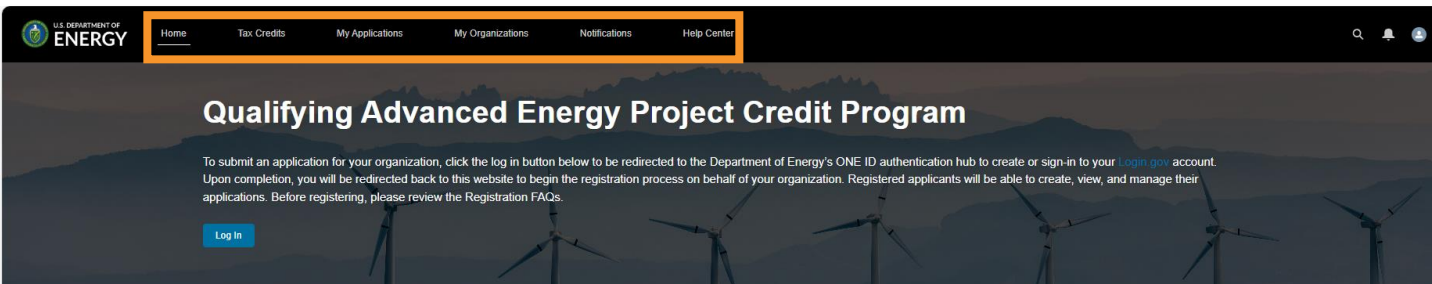 U.S. DEPARTMENT OF
ENERGY
Home Tax Credits My Applications My Organizations Notifications Help Center
Qualifying Advanced Energy Project Credit Program
To submit an application for your organization, click the log in button below to be redirected to the Department of Energy's ONE ID authentication hub to create or sign-in to your Login.gov account.
Upon completion, you will be redirected back to this website to begin the registration process on behalf of your organization. Registered applicants will be able to create, view, and manage their
applications. Before registering, please review the Registration FAQs.
Log In